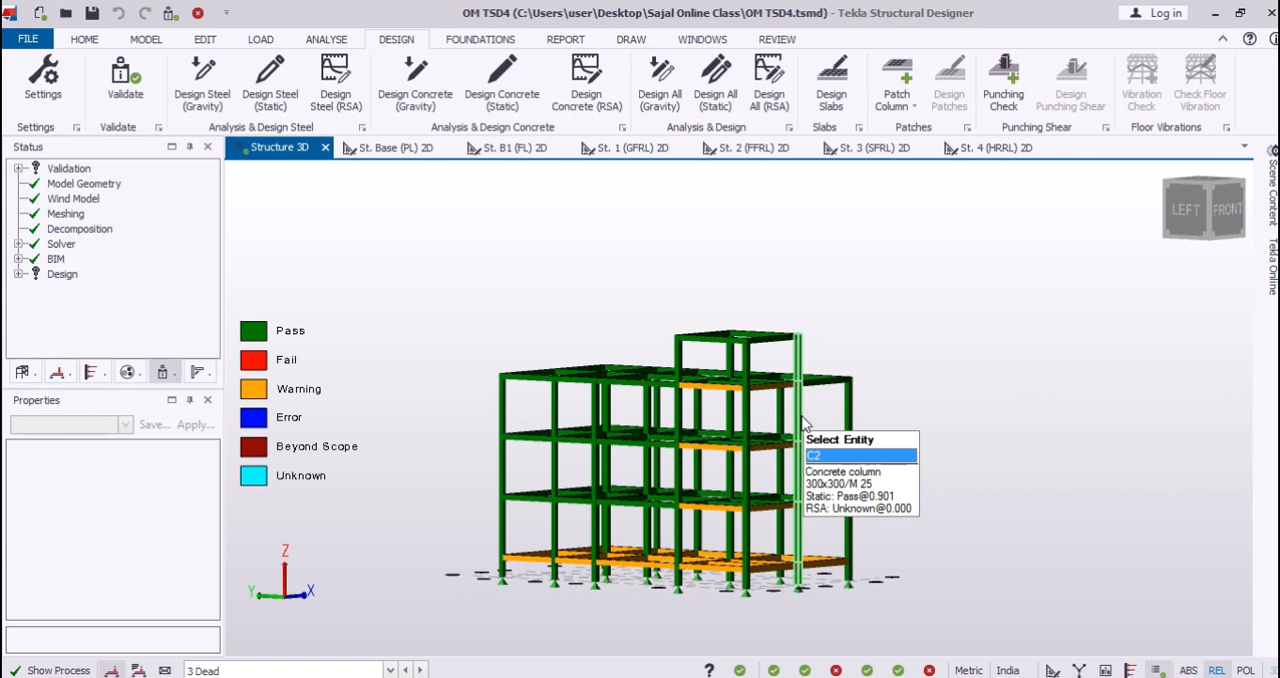 OM TSD4 (C:\Users\user\Desktop\Sajal Online Class\OM TSD4.tsmd) - Tekla Structural Designer
Log in
FILE HOME MODEL EDIT LOAD ANALYSE DESIGN FOUNDATIONS REPORT DRAW WINDOWS REVIEW
Settings
Validate
Design Steel (Gravity)
Design Steel (Static)
Design Steel (RSA)
Design Concrete (Gravity)
Design Concrete (Static)
Design Concrete (RSA)
Design All (Gravity)
Design All (Static)
Design All (RSA)
Design Slabs
Patch Column
Design Patches
Punching Check
Design Punching Shear
Vibration Check
Check Floor Vibration
Settings Validate Analysis & Design Steel Analysis & Design Concrete Analysis & Design Slabs Patches Punching Shear Floor Vibrations
Status
Structure 3D St. Base (PL) 2D St. B1 (FL) 2D St. 1 (GFRL) 2D St. 2 (FFRL) 2D St. 3 (SFRL) 2D St. 4 (HRRL) 2D
Validation
Model Geometry
Wind Model
Meshing
Decomposition
Solver
BIM
Design
Properties
Save... Apply...
Pass
Fail
Warning
Error
Beyond Scope
Unknown
LEFT FRONT
Select Entity
C2
Concrete column
300x300/M 25
Static: Pass@0.901
RSA: Unknown@0.000
Z
Y X
Scene Content
Tekla Online
Show Process 3 Dead Metric India ABS REL POL